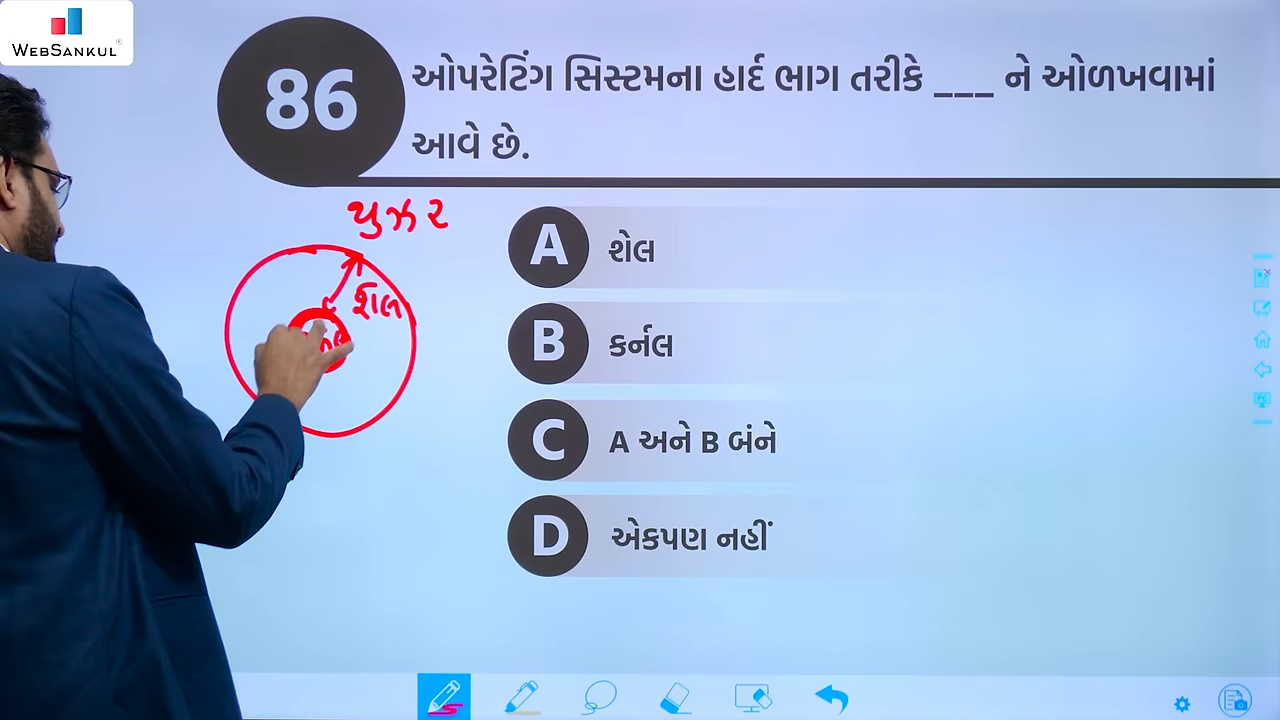 WEBSANKUL
86
ઓપરેટિંગ સિસ્ટમના હાર્દ ભાગ તરીકે ___ ને ઓળખવામાં
આવે છે.
યુઝર
શેલ
A શેલ
B કર્નલ
C A અને B બંને
D એકપણ નહીં